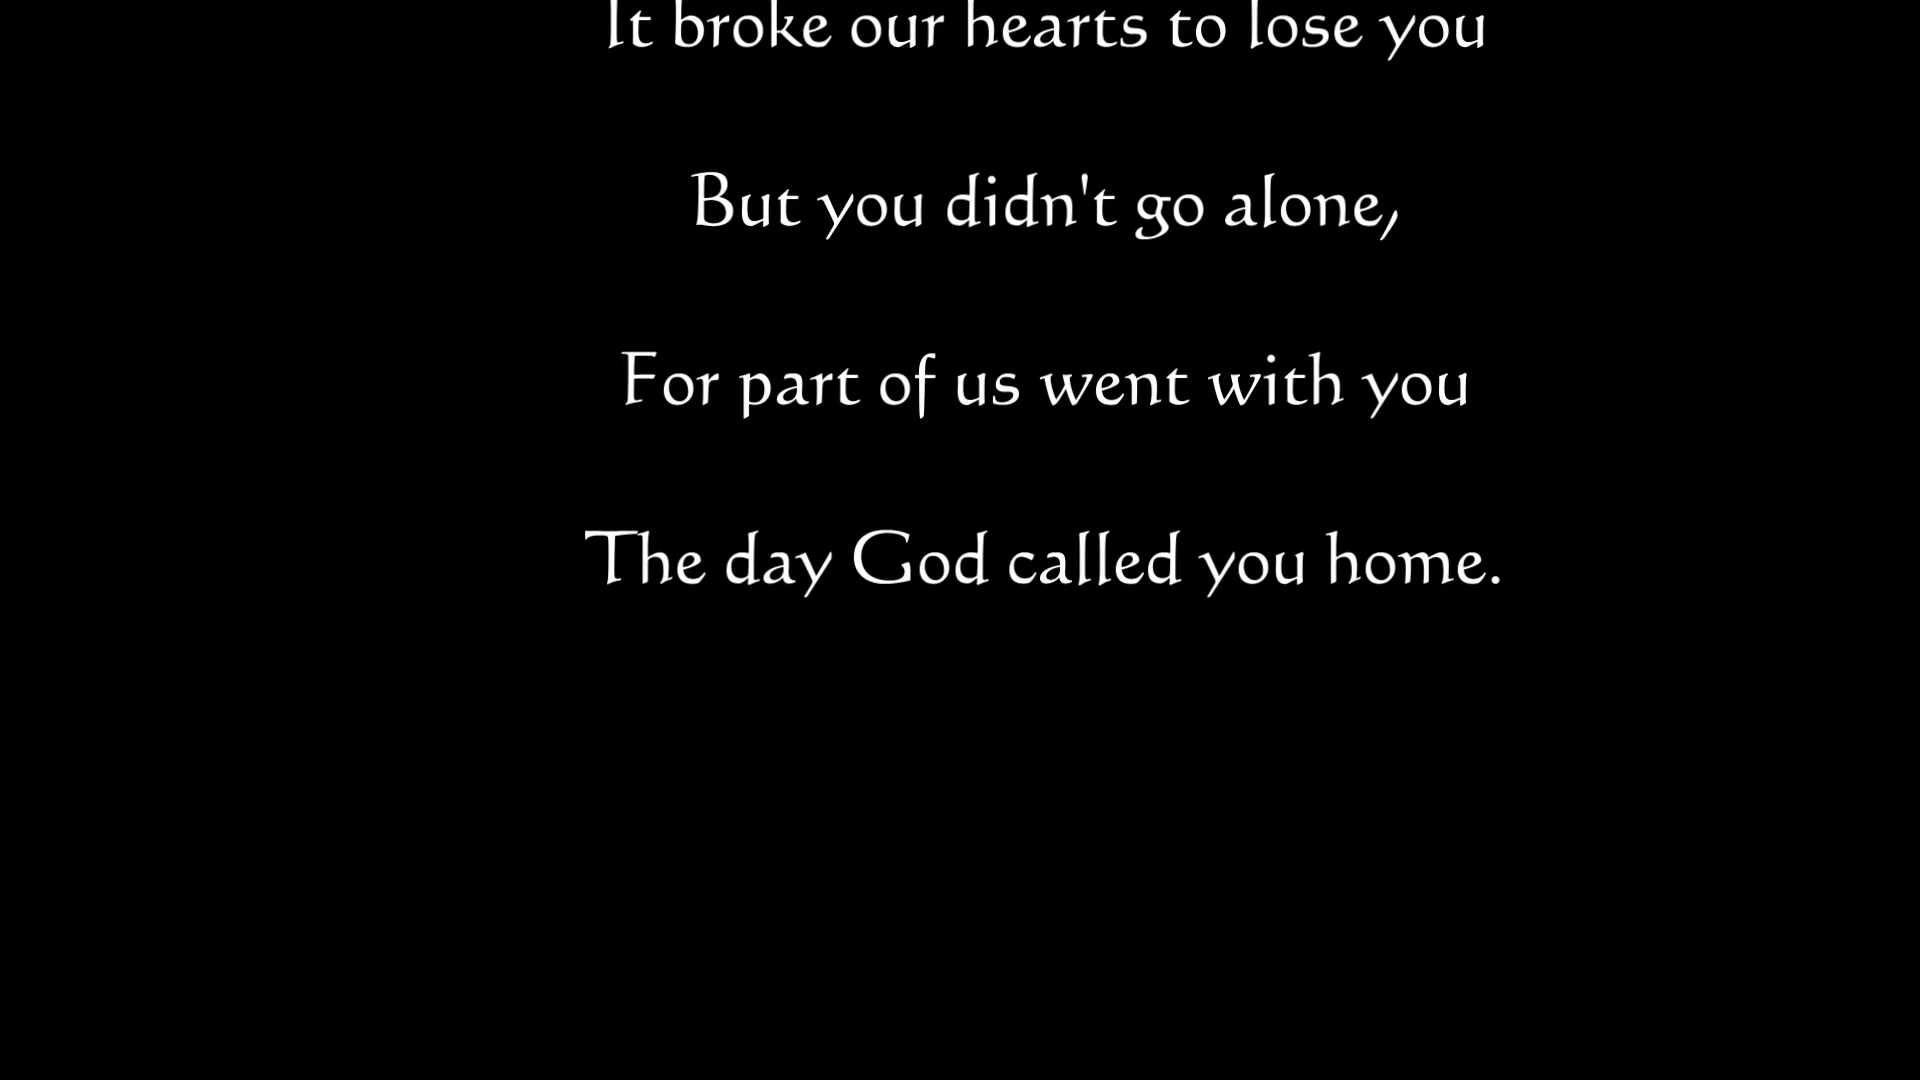 It broke our hearts to lose you
But you didn't go alone,
For part of us went with you
The day God called you home.